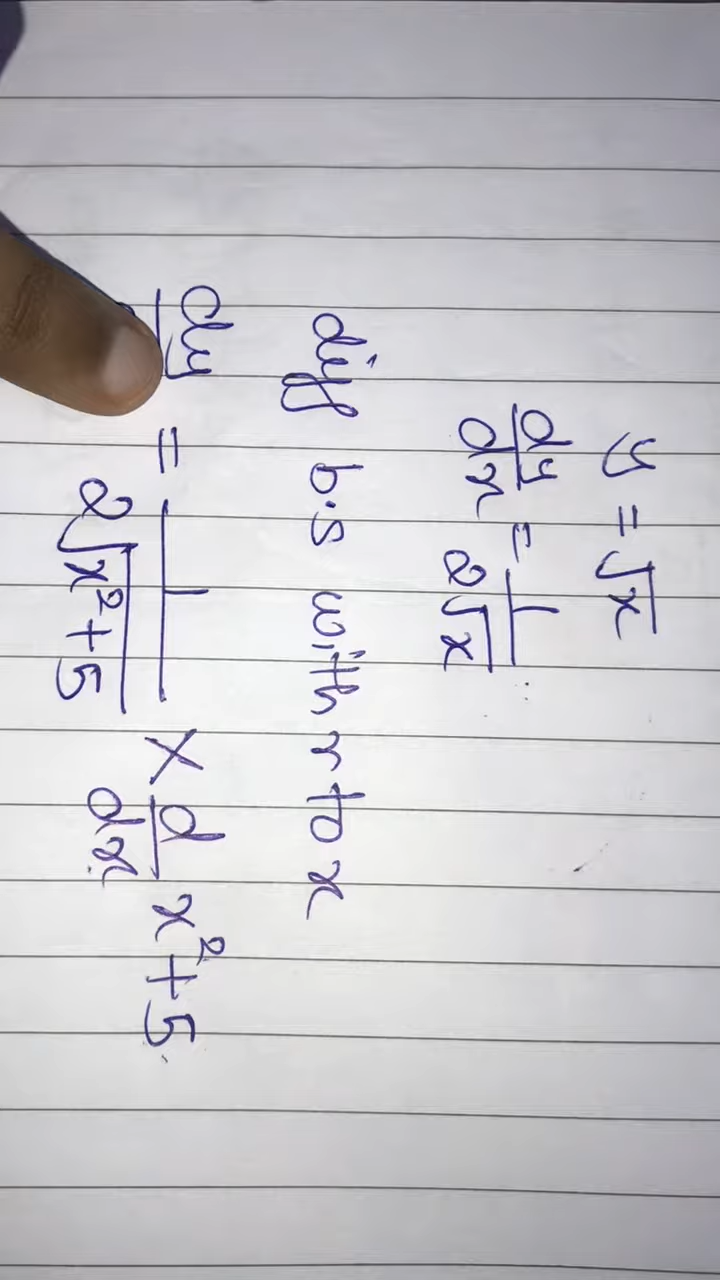 y = √x
dy/dx = 1/2√x
diff b.s with r to x
dy = 1/2√x²+5 × d/dx x²+5